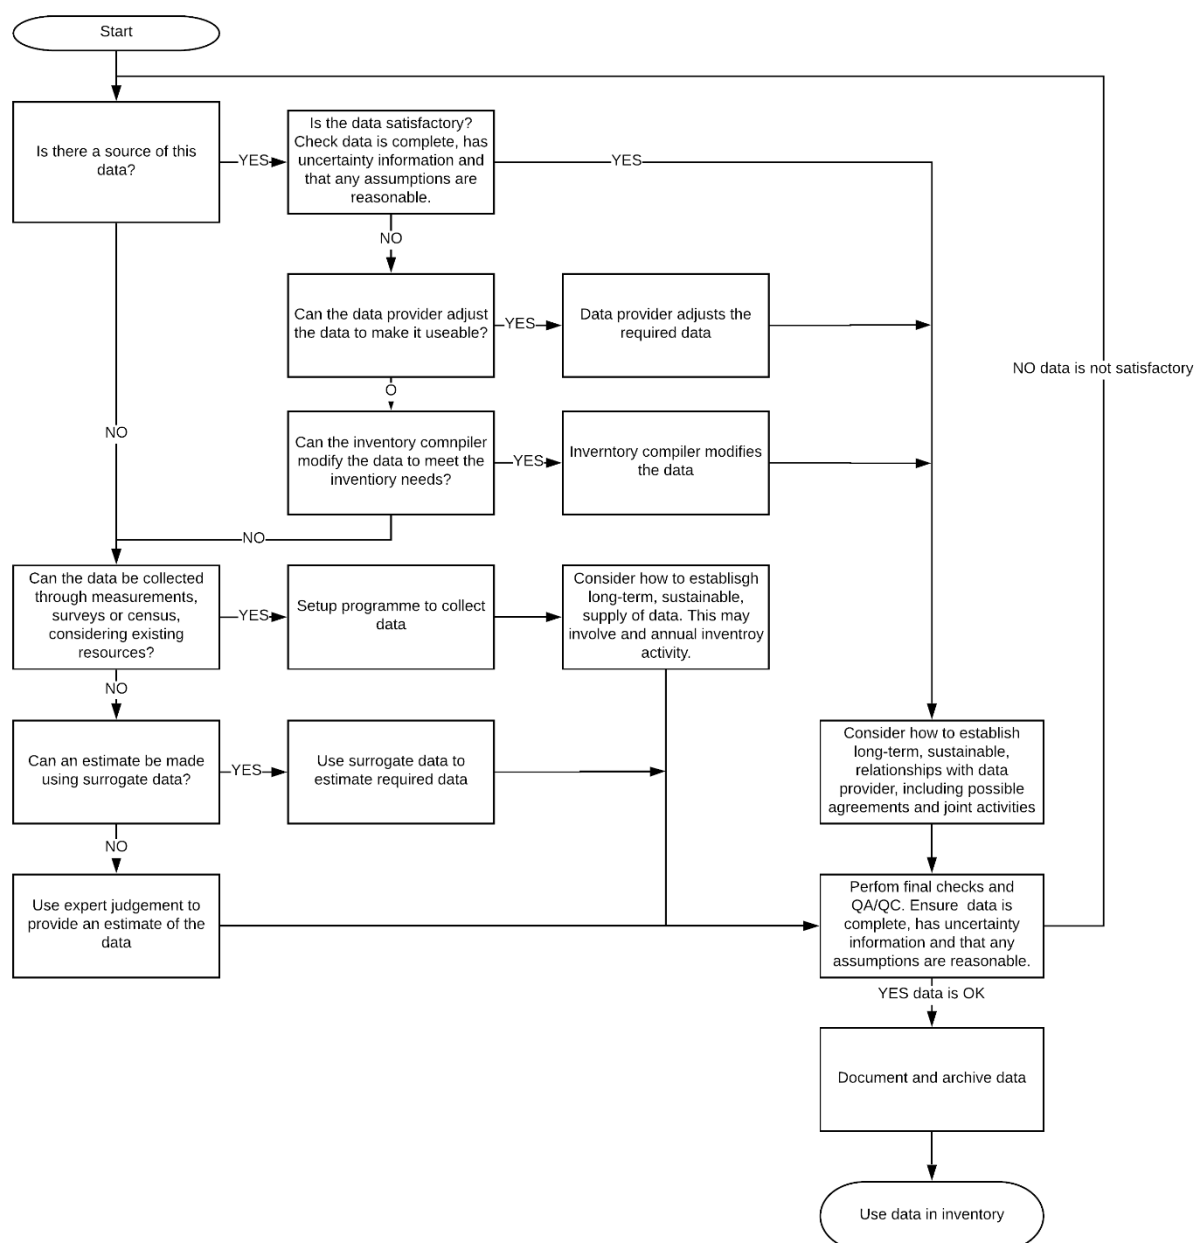 Start
Is there a source of this
data?
YES
Is the data satisfactory?
Check data is complete, has
uncertainty information and
that any assumptions are
reasonable.
YES
NO
Can the data provider adjust
the data to make it useable?
YES
Data provider adjusts the
required data
NO data is not satisfactory
O
NO
Can the inventory comnpiler
modify the data to meet the
inventiory needs?
YES
Inverntory compiler modifies
the data
NO
Can the data be collected
through measurements,
surveys or census,
considering existing
resources?
YES
Setup programme to collect
data
Consider how to establisgh
long-term, sustainable,
supply of data. This may
involve and annual inventroy
activity.
NO
Can an estimate be made
using surrogate data?
YES
Use surrogate data to
estimate required data
Consider how to establish
long-term, sustainable,
relationships with data
provider, including possible
agreements and joint activities
NO
Use expert judgement to
provide an estimate of the
data
Perfom final checks and
QA/QC. Ensure  data is
complete, has uncertainty
information and that any
assumptions are reasonable.
YES data is OK
Document and archive data
Use data in inventory